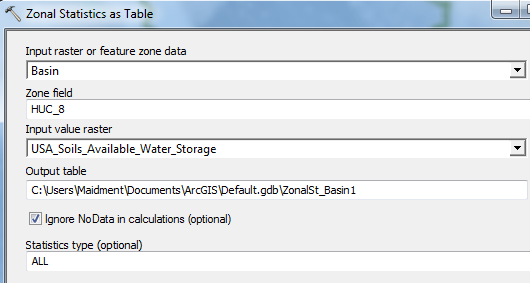 Zonal Statistics as Table
Input raster or feature zone data
Basin
Zone field
HUC_8
Input value raster
USA_Soils_Available_Water_Storage
Output table
C:\Users\Maidment\Documents\ArcGIS\Default.gdb\ZonalSt_Basin1
Ignore NoData in calculations (optional)
Statistics type (optional)
ALL